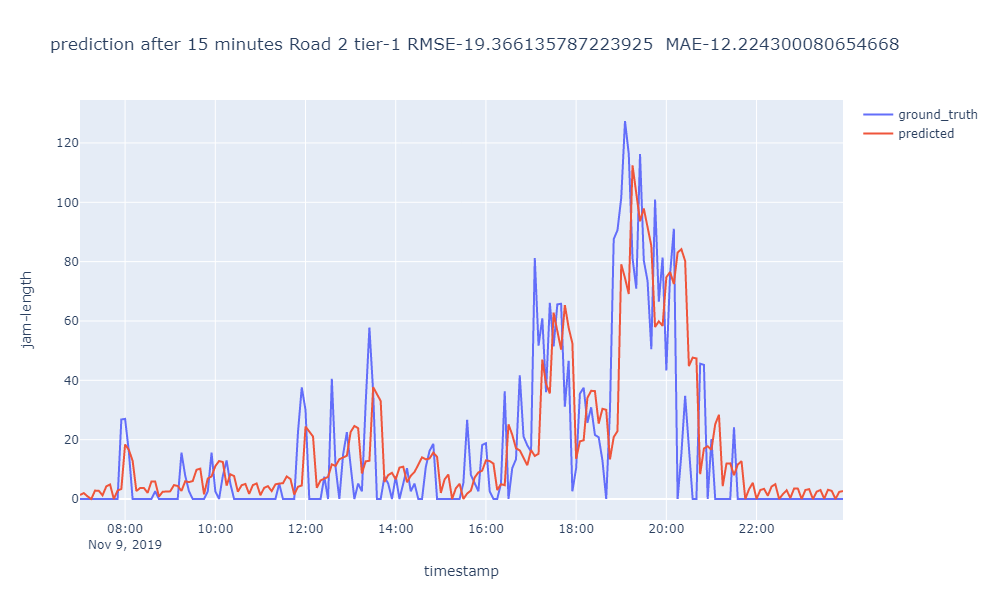 prediction after 15 minutes Road 2 tier-1 RMSE-19.366135787223925  MAE-12.224300080654668
ground_truth
predicted
120
100
80
60
40
20
0
jam-length
08:00 10:00 12:00 14:00 16:00 18:00 20:00 22:00
Nov 9, 2019
timestamp